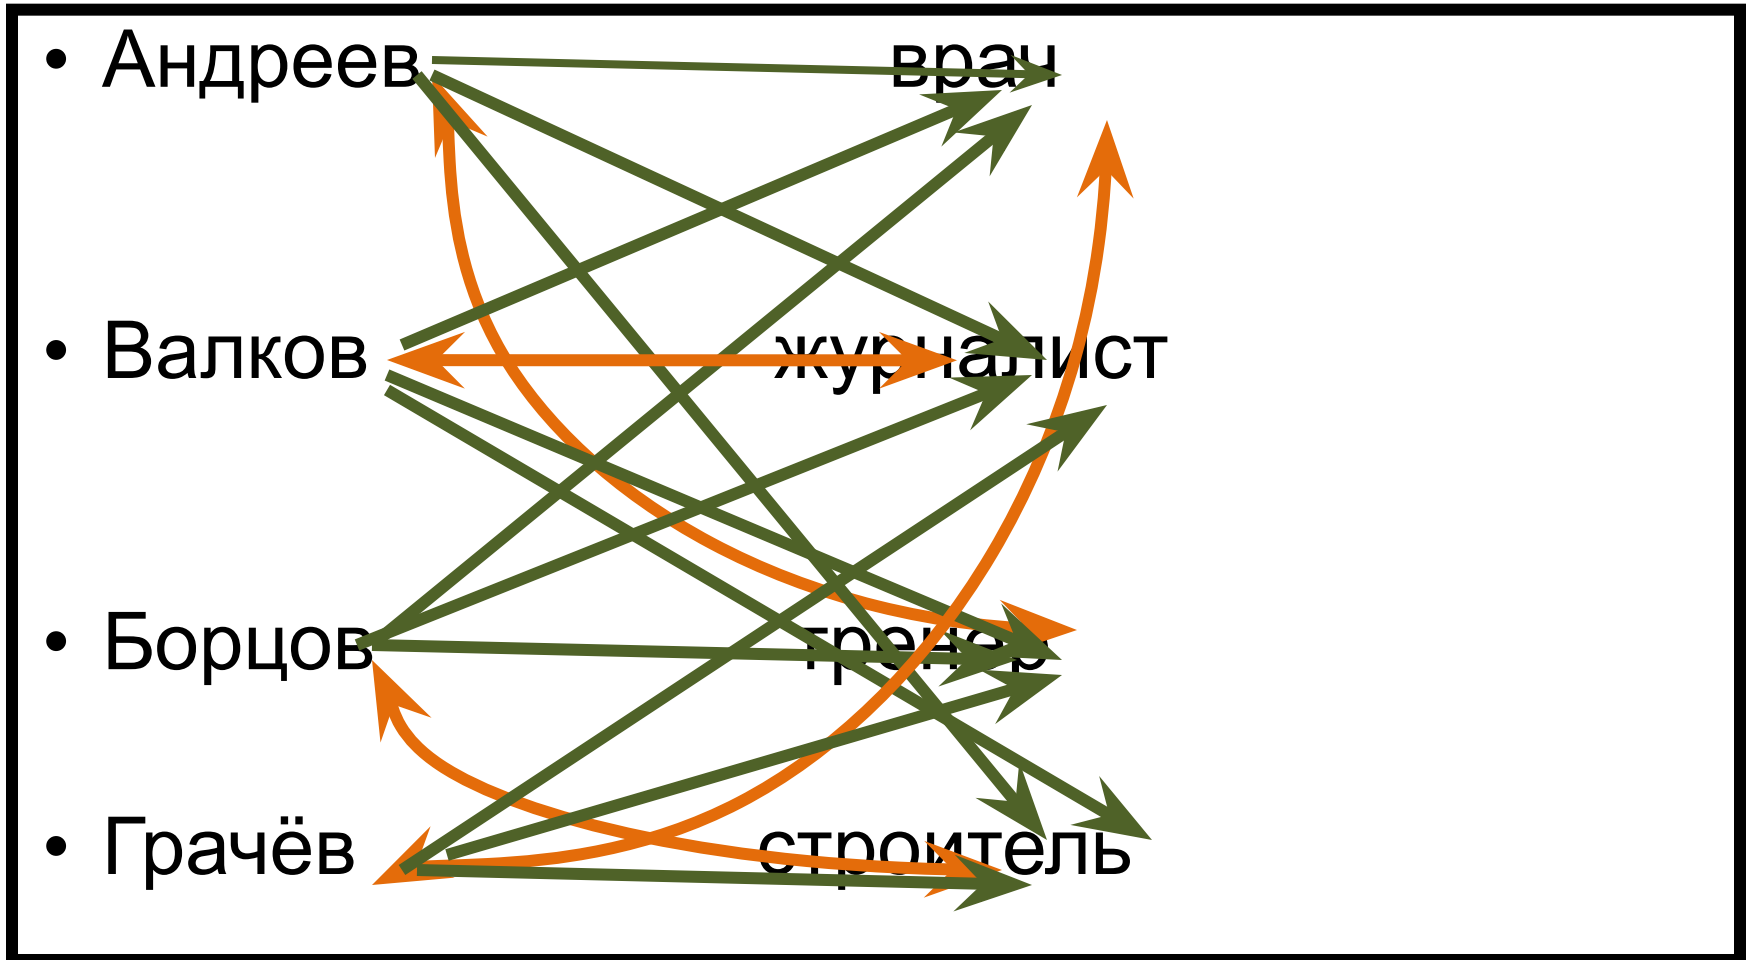 • Андреев врач
• Валков журналист
• Борцов тренер
• Грачёв строитель